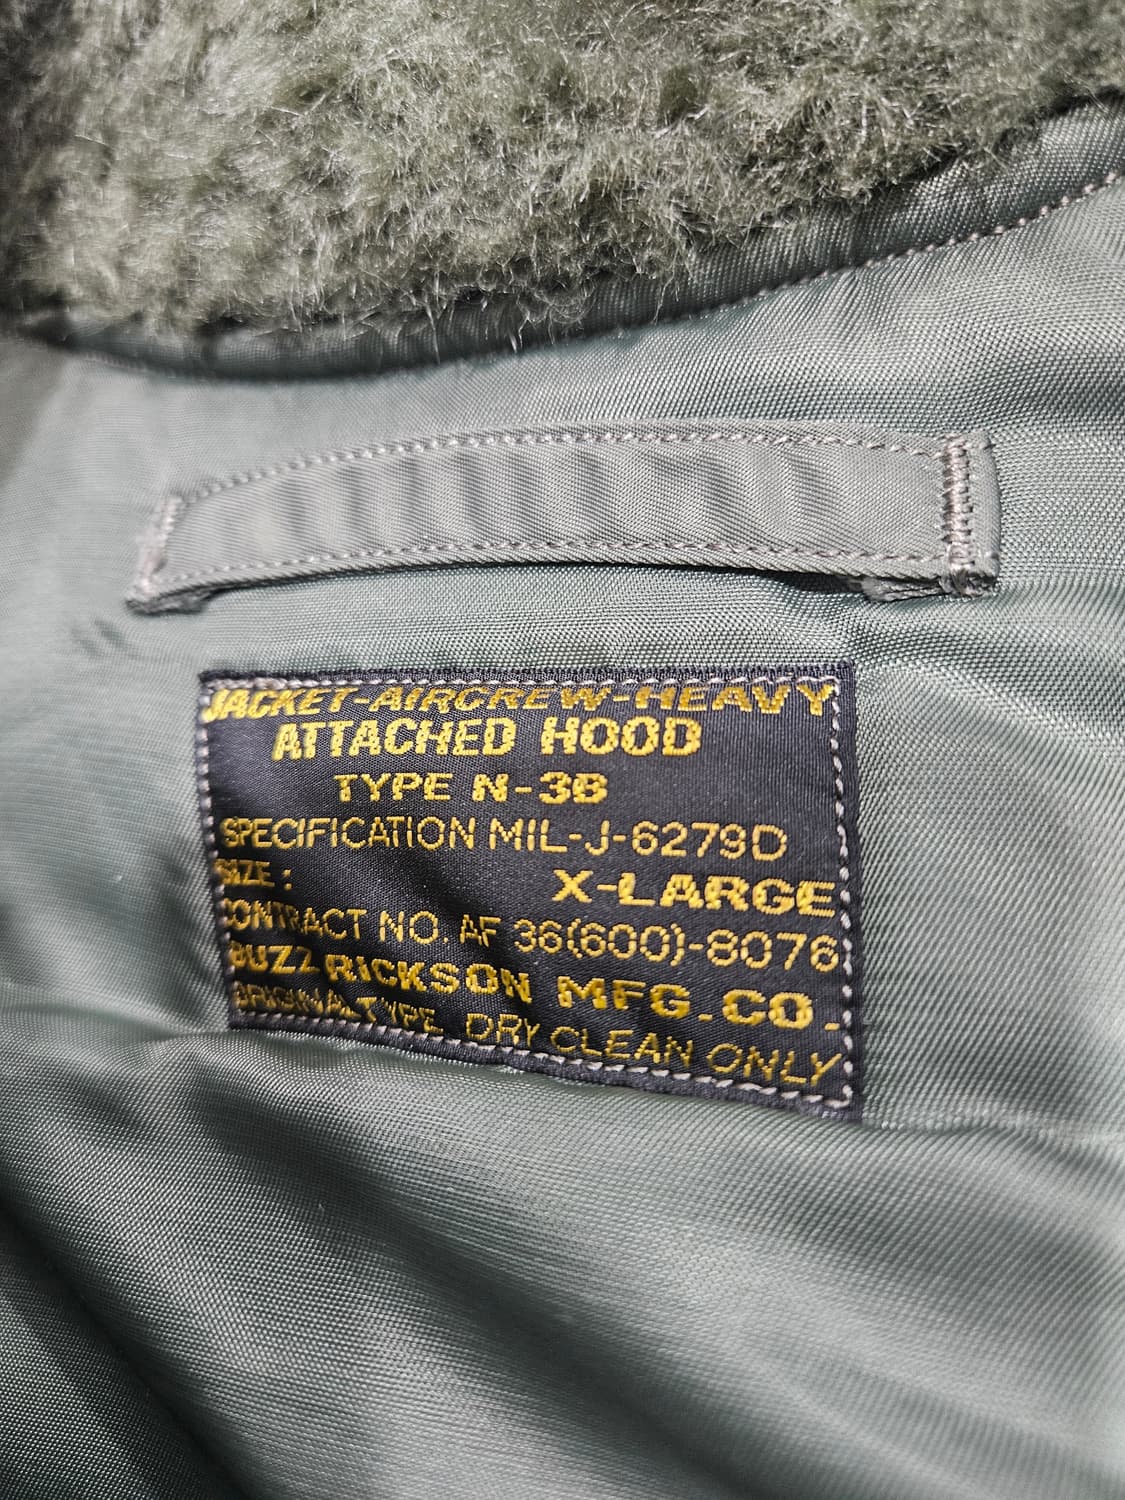 JACKET-AIRCREW-HEAVY
ATTACHED HOOD
TYPE N-3B
SPECIFICATION MIL-J-6279D
SIZE : X-LARGE
CONTRACT NO. AF 36(600)-8076
BUZZ RICKSON MFG. CO.
ORIGINAL TYPE DRY CLEAN ONLY